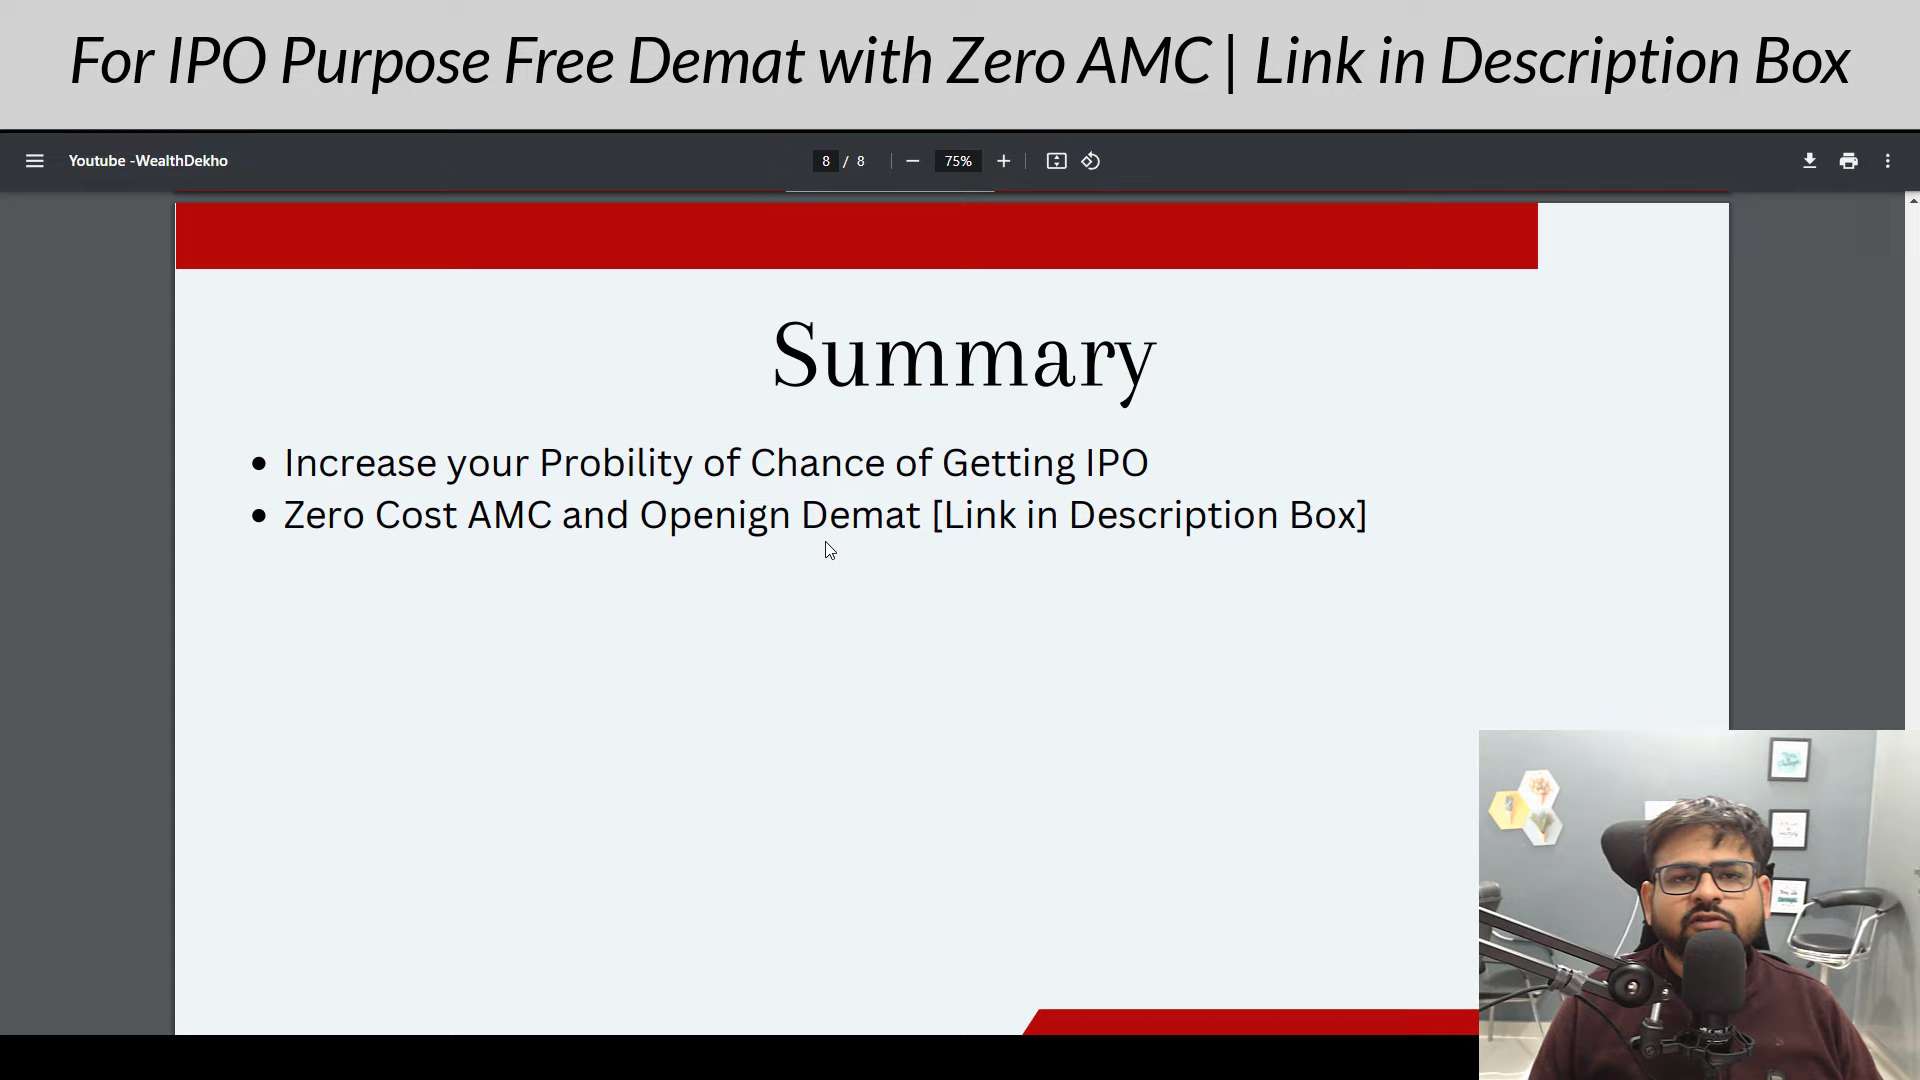 For IPO Purpose Free Demat with Zero AMC | Link in Description Box
Youtube -WealthDekho
8 / 8
75%
Summary
• Increase your Probility of Chance of Getting IPO
• Zero Cost AMC and Openign Demat [Link in Description Box]